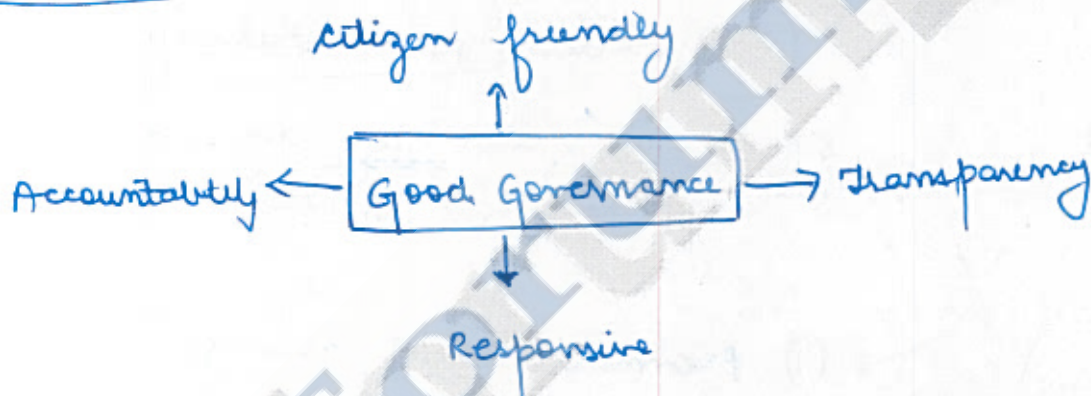 citizen friendly
Accountability ← Good Governance → Transparency
Responsive